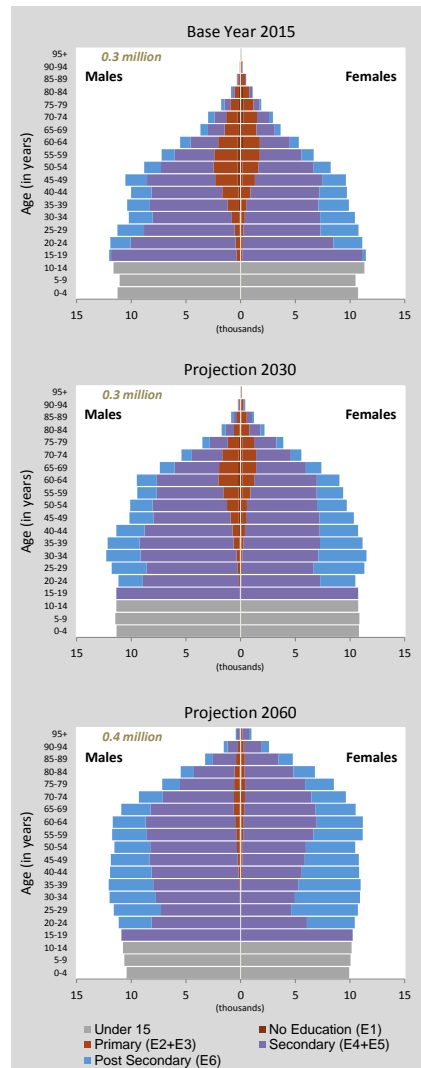 Base Year 2015
0.3 million
Males
Females
Age (in years)
95+
90-94
85-89
80-84
75-79
70-74
65-69
60-64
55-59
50-54
45-49
40-44
35-39
30-34
25-29
20-24
15-19
10-14
5-9
0-4
15 10 5 0 5 10 15
(thousands)
Projection 2030
0.3 million
Males
Females
Age (in years)
95+
90-94
85-89
80-84
75-79
70-74
65-69
60-64
55-59
50-54
45-49
40-44
35-39
30-34
25-29
20-24
15-19
10-14
5-9
0-4
15 10 5 0 5 10 15
(thousands)
Projection 2060
0.4 million
Males
Females
Age (in years)
95+
90-94
85-89
80-84
75-79
70-74
65-69
60-64
55-59
50-54
45-49
40-44
35-39
30-34
25-29
20-24
15-19
10-14
5-9
0-4
15 10 5 0 5 10 15
(thousands)
Under 15
No Education (E1)
Primary (E2+E3)
Secondary (E4+E5)
Post Secondary (E6)